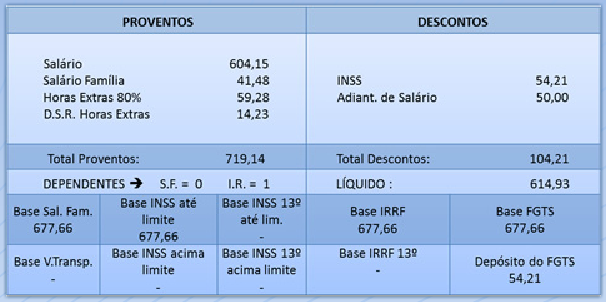 PROVENTOS DESCONTOS
Salário 604,15
Salário Família 41,48 INSS 54,21
Horas Extras 80% 59,28 Adiant. de Salário 50,00
D.S.R. Horas Extras 14,23
Total Proventos: 719,14 Total Descontos: 104,21
DEPENDENTES ➔ S.F. = 0 I.R. = 1 LÍQUIDO : 614,93
Base Sal. Fam.
677,66
Base INSS até
limite
677,66
Base INSS 13º
até lim.
-
Base IRRF
677,66
Base FGTS
677,66
Base V.Transp.
-
Base INSS acima
limite
-
Base INSS 13º
acima limite
-
Base IRRF 13º
-
Depósito do FGTS
54,21